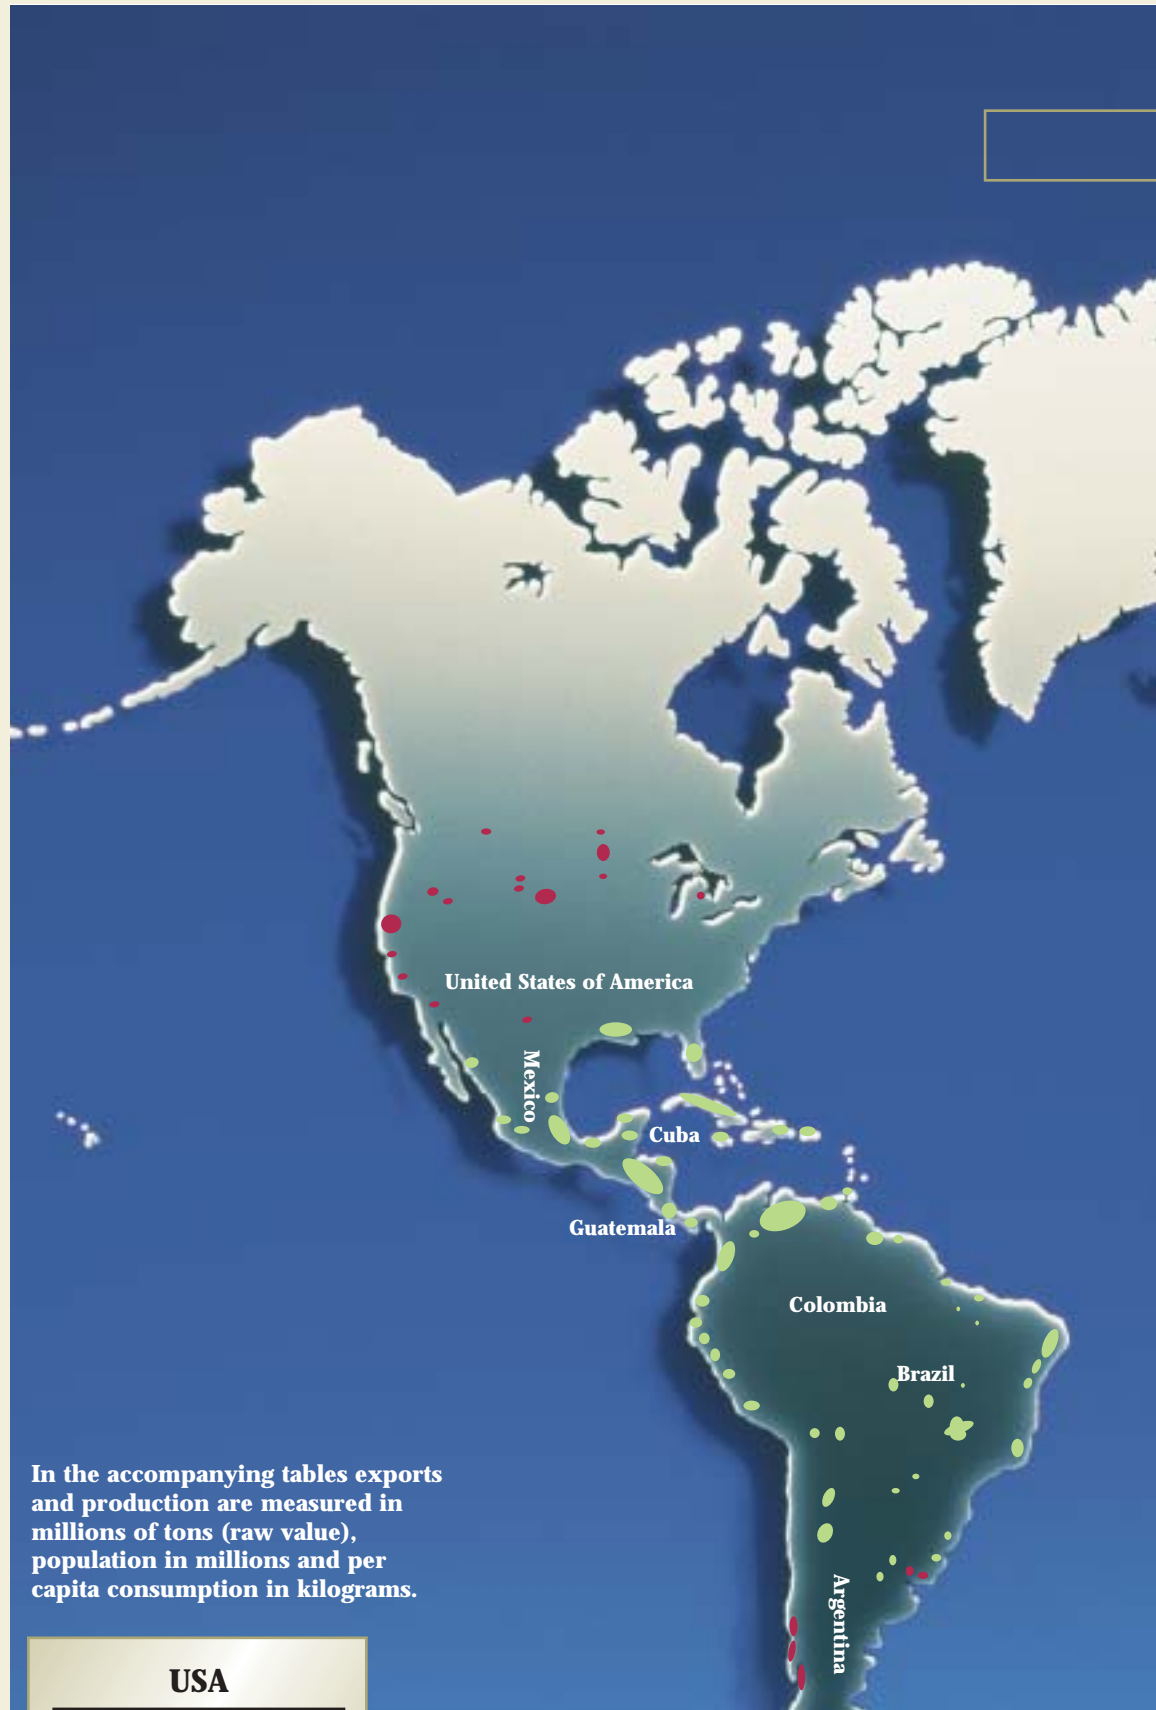 United States of America
Mexico
Cuba
Guatemala
Colombia
Brazil
Argentina
In the accompanying tables exports
and production are measured in
millions of tons (raw value),
population in millions and per
capita consumption in kilograms.
USA